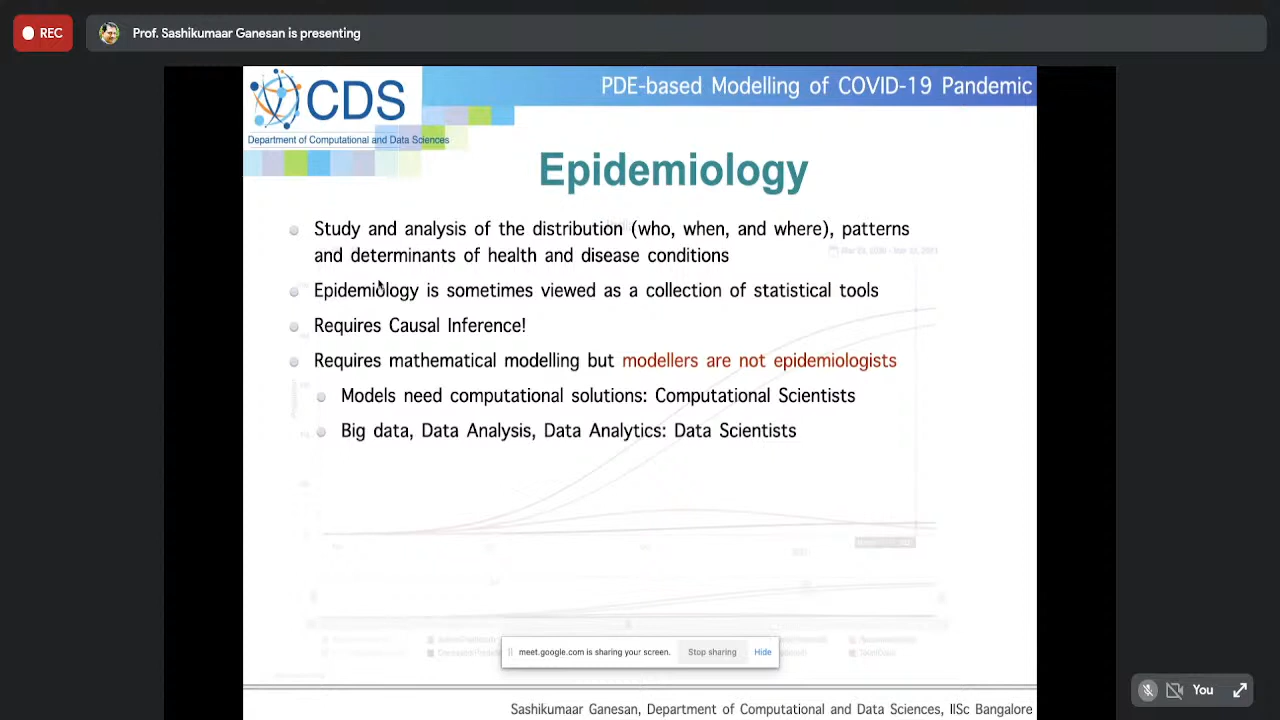 REC
Prof. Sashikumaar Ganesan is presenting
CDS
Department of Computational and Data Sciences
PDE-based Modelling of COVID-19 Pandemic
Epidemiology
Study and analysis of the distribution (who, when, and where), patterns
and determinants of health and disease conditions
Epidemiology is sometimes viewed as a collection of statistical tools
Requires Causal Inference!
Requires mathematical modelling but modellers are not epidemiologists
Models need computational solutions: Computational Scientists
Big data, Data Analysis, Data Analytics: Data Scientists
meet.google.com is sharing your screen. Stop sharing Hide
You
Sashikumaar Ganesan, Department of Computational and Data Sciences, IISc Bangalore